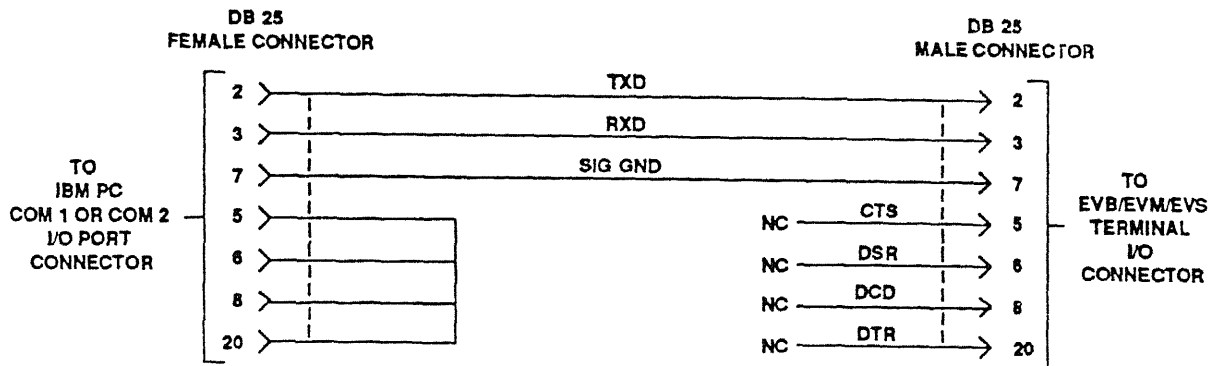 DB 25
FEMALE CONNECTOR
DB 25
MALE CONNECTOR
2
TXD
2
3
RXD
3
7
SIG GND
7
5
NC
CTS
5
6
NC
DSR
6
8
NC
DCD
8
20
NC
DTR
20
TO
IBM PC
COM 1 OR COM 2
I/O PORT
CONNECTOR
TO
EVB/EVM/EVS
TERMINAL
I/O
CONNECTOR